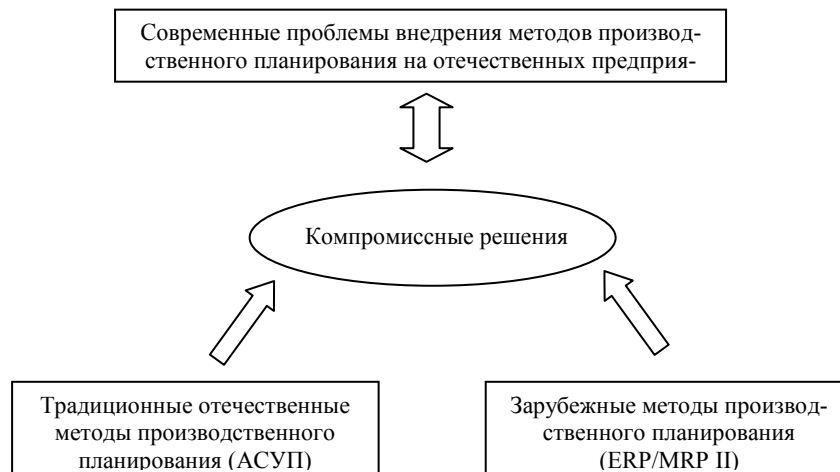 Современные проблемы внедрения методов производ-
ственного планирования на отечественных предприя-
Компромиссные решения
Традиционные отечественные
методы производственного
планирования (АСУП)
Зарубежные методы производ-
ственного планирования
(ERP/MRP II)